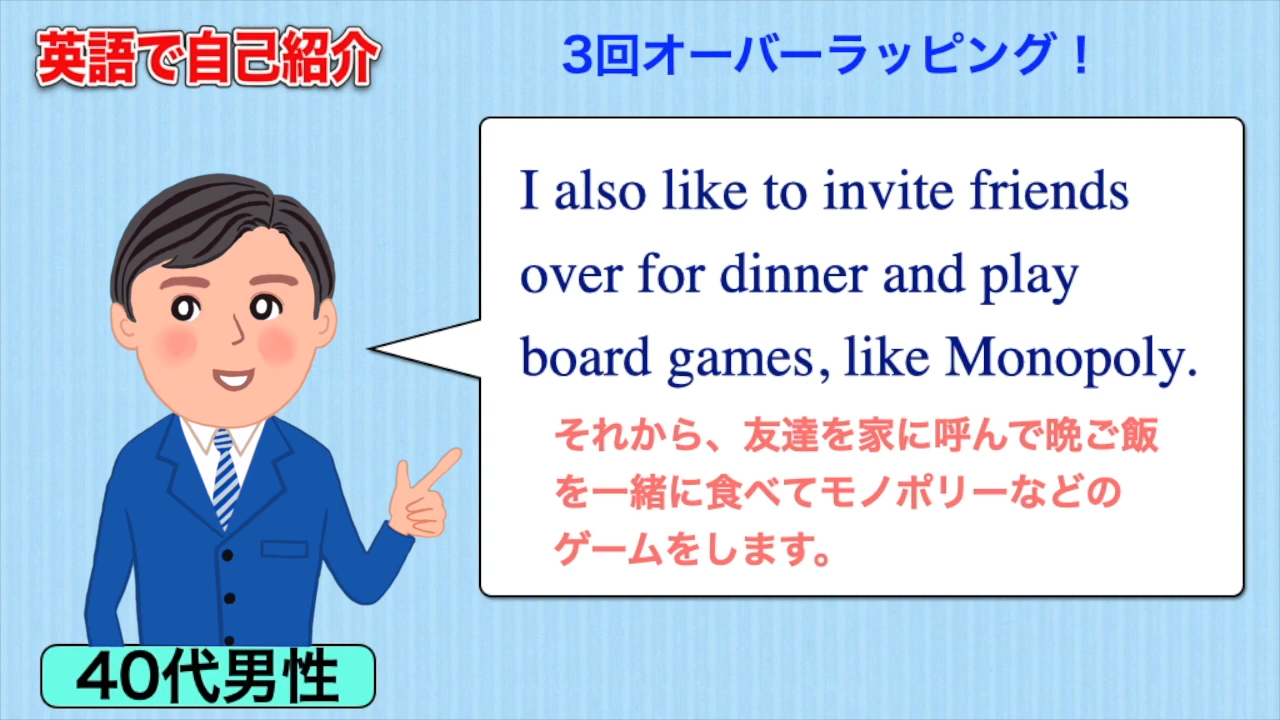 英語で自己紹介
3回オーバーラッピング！
I also like to invite friends
over for dinner and play
board games, like Monopoly.
それから、友達を家に呼んで晩ご飯
を一緒に食べてモノポリーなどの
ゲームをします。
40代男性